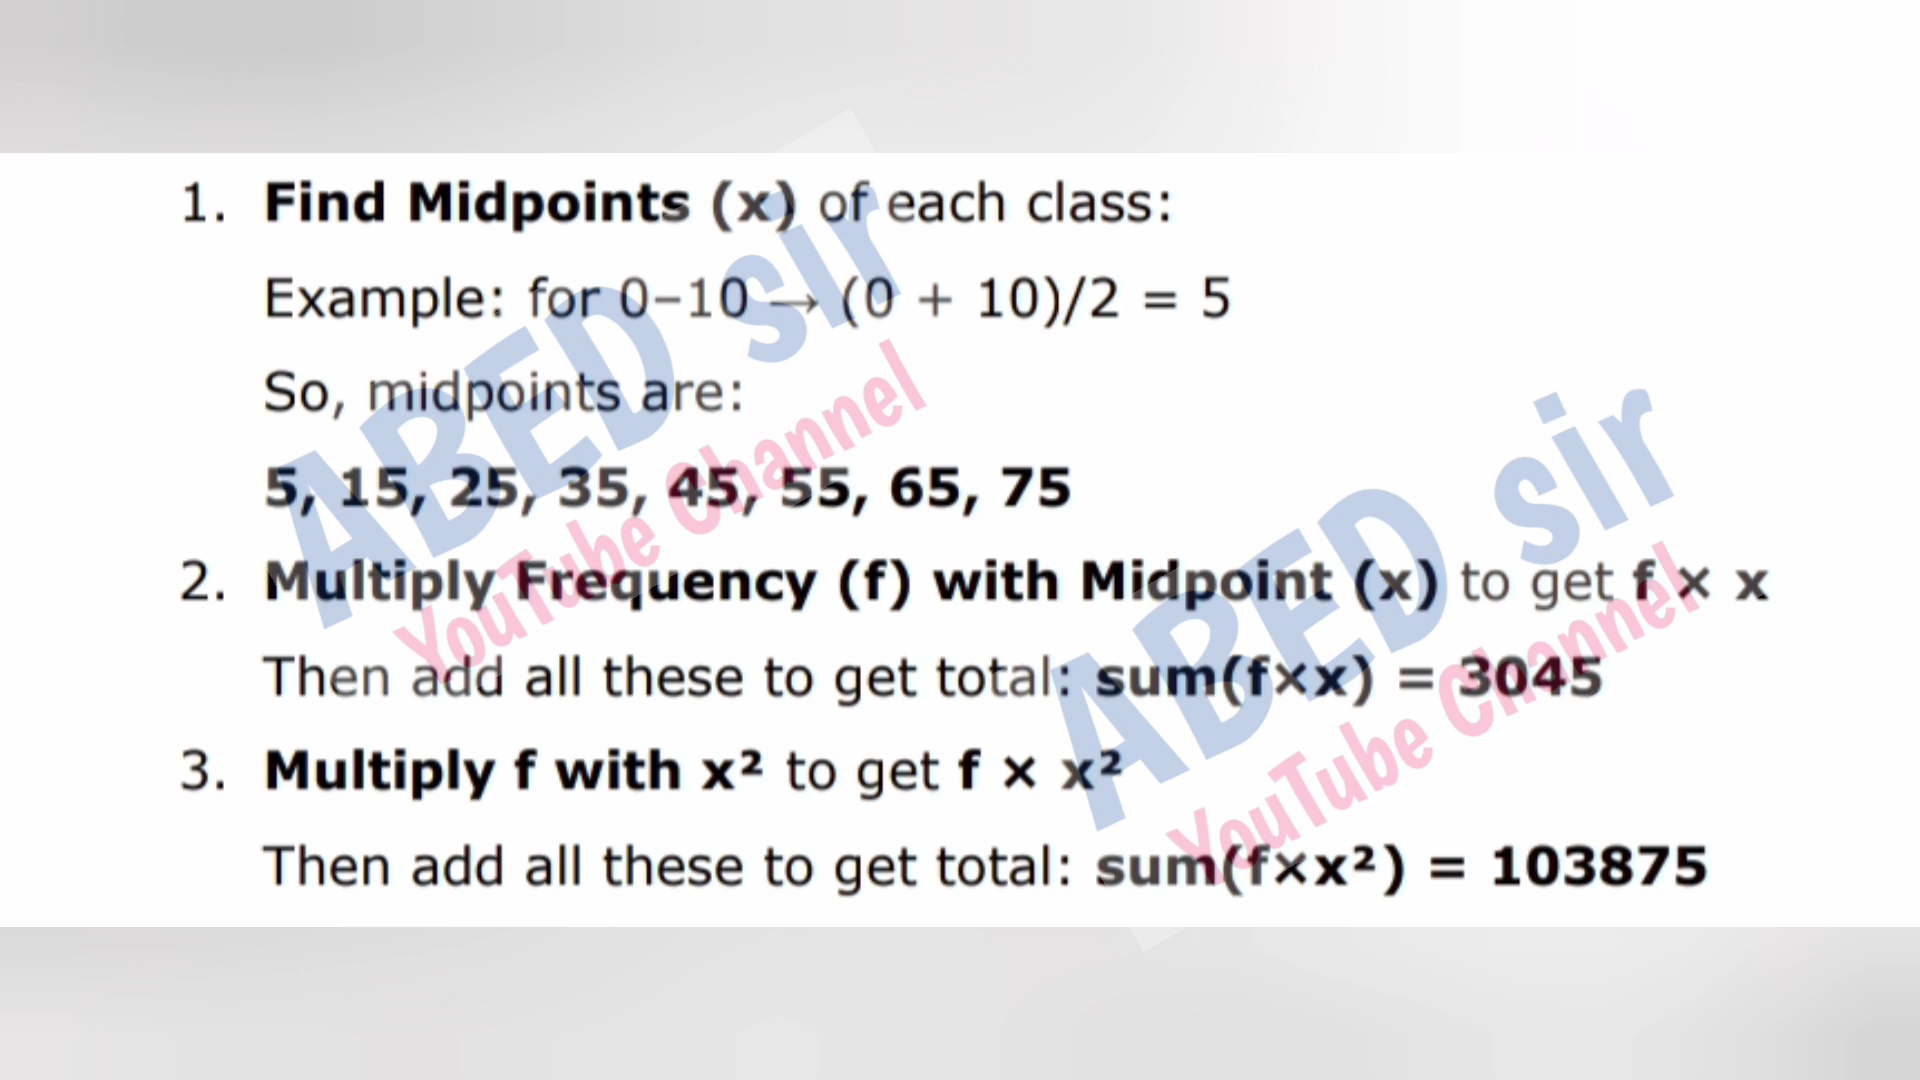 1. Find Midpoints (x) of each class:
Example: for 0–10 → (0 + 10)/2 = 5
So, midpoints are:
5, 15, 25, 35, 45, 55, 65, 75
2. Multiply Frequency (f) with Midpoint (x) to get f × x
Then add all these to get total: sum(f×x) = 3045
3. Multiply f with x² to get f × x²
Then add all these to get total: sum(f×x²) = 103875
ABED sir
YouTube Channel
ABED sir
YouTube Channel